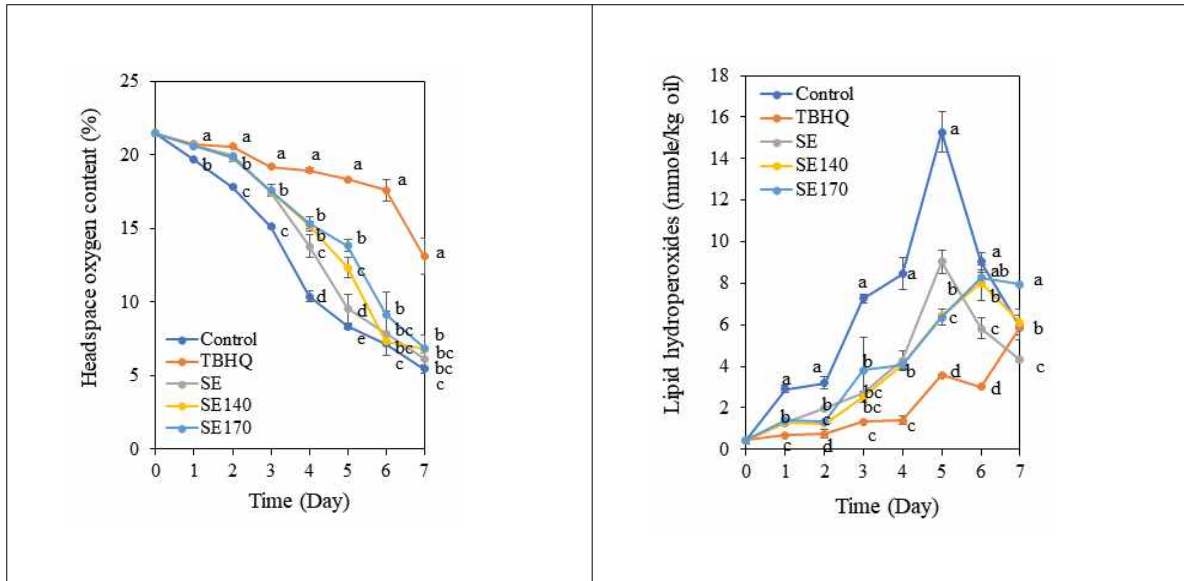 Headspace oxygen content (%)
25
20
15
10
5
0
a
a
a
a
a
a
a
b
b
b
b
b
b
b
c
c
b
c
bc
d
d
bc
bc
e
c
bc
c
Control
TBHQ
SE
SE140
SE170
0 1 2 3 4 5 6 7
Time (Day)
Lipid hydroperoxides (mmole/kg oil)
18
16
14
12
10
8
6
4
2
0
Control
TBHQ
SE
SE140
SE170
a
a
a
a
a
a
ab
a
b
b
b
b
b
b
b
c
c
c
bc
bc
c
d
d
c
d
c
c
0 1 2 3 4 5 6 7
Time (Day)